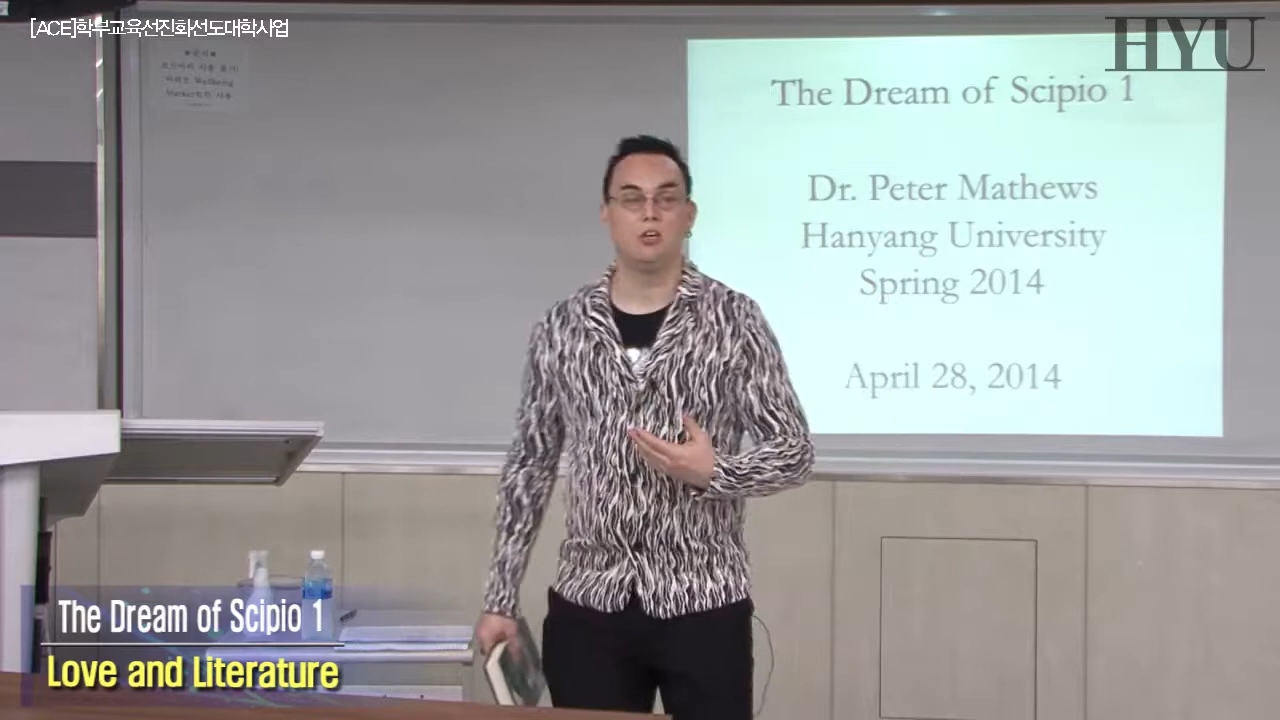 [ACE]학부교육선진화선도대학사업
HYU
The Dream of Scipio 1
Dr. Peter Mathews
Hanyang University
Spring 2014
April 28, 2014
The Dream of Scipio 1
Love and Literature